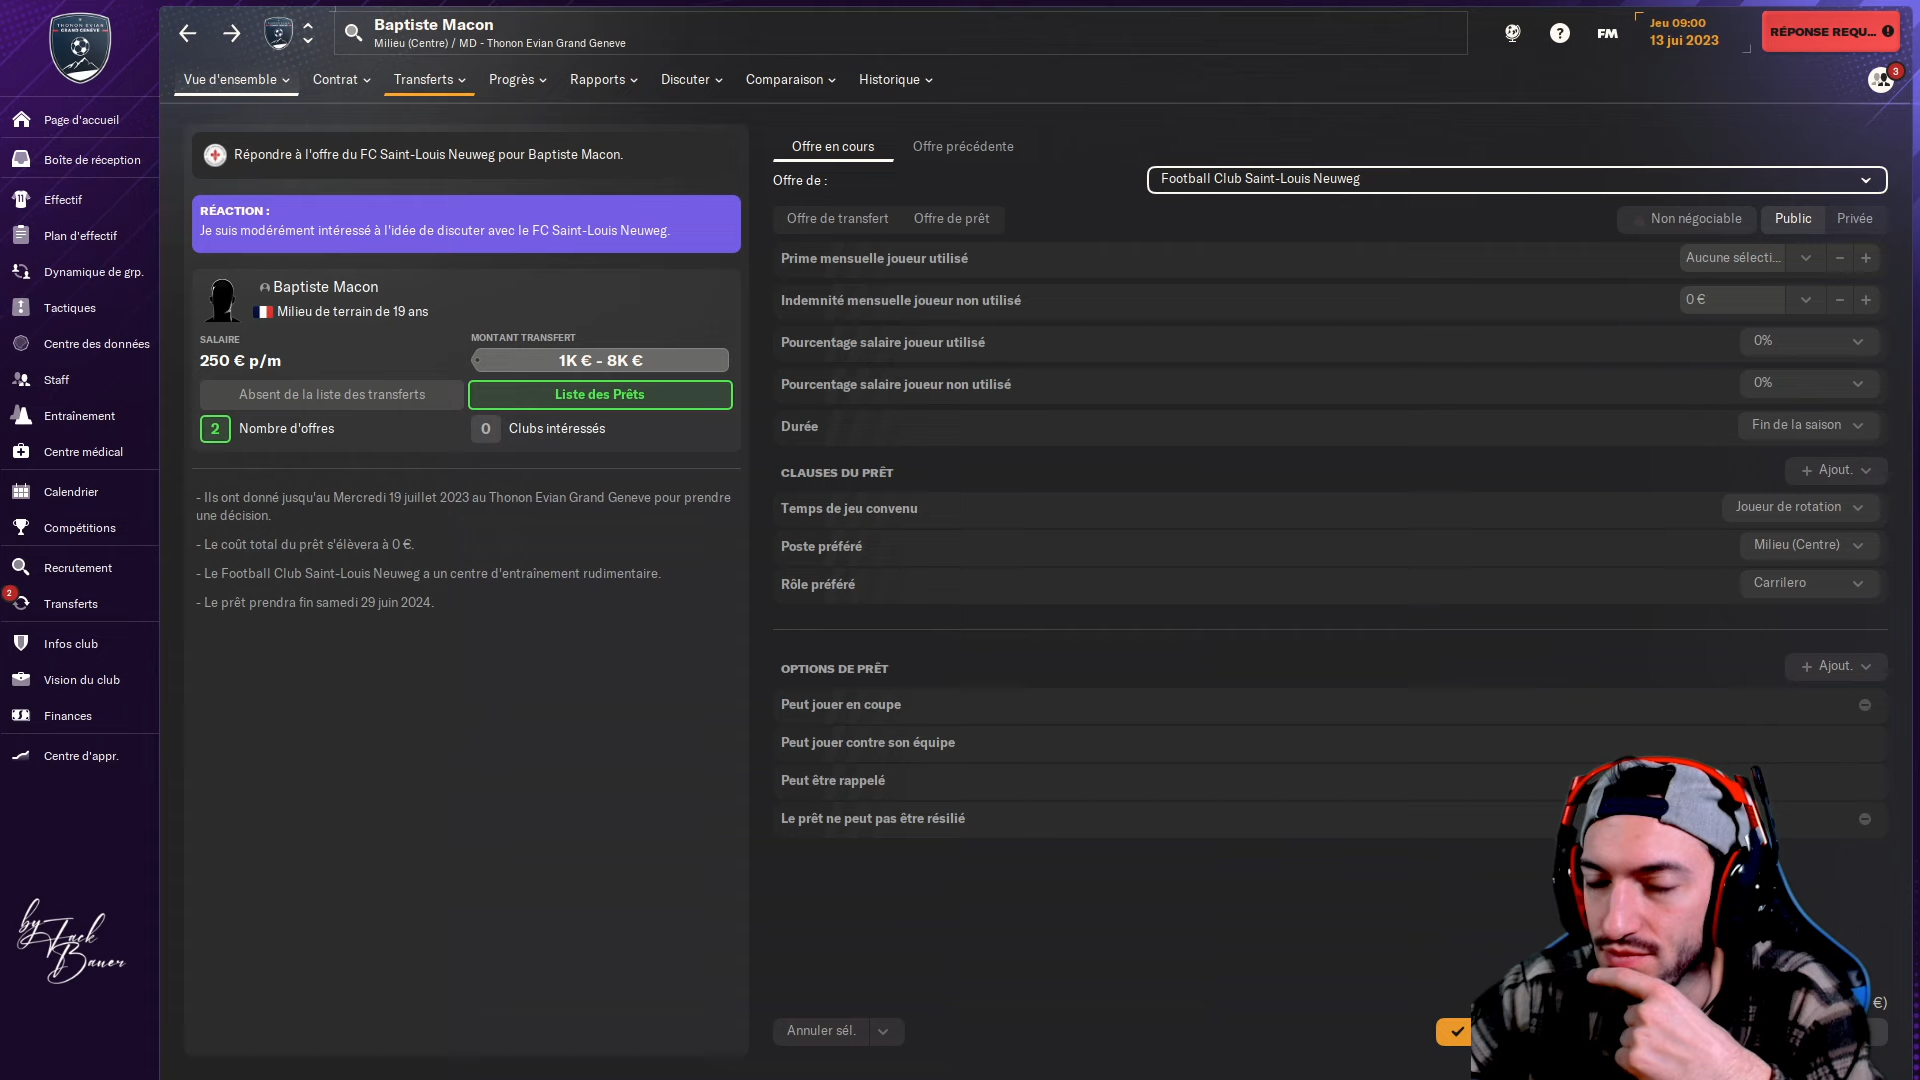 THONON EVIAN
GRAND GENÈVE
Baptiste Macon
Milieu (Centre) / MD - Thonon Evian Grand Geneve
FM
Jeu 09:00
13 jui 2023
RÉPONSE REQU...
Vue d'ensemble
Contrat
Transferts
Progrès
Rapports
Discuter
Comparaison
Historique
3
Page d'accueil
Boîte de réception
Effectif
Plan d'effectif
Dynamique de grp.
Tactiques
Centre des données
Staff
Entraînement
Centre médical
Calendrier
Compétitions
Recrutement
2
Transferts
Infos club
Vision du club
Finances
Centre d'appr.
by Jack
Bauer
Répondre à l'offre du FC Saint-Louis Neuweg pour Baptiste Macon.
RÉACTION :
Je suis modérément intéressé à l'idée de discuter avec le FC Saint-Louis Neuweg.
Baptiste Macon
Milieu de terrain de 19 ans
SALAIRE
250 € p/m
MONTANT TRANSFERT
1K € - 8K €
Absent de la liste des transferts
Liste des Prêts
2 Nombre d'offres
0 Clubs intéressés
- Ils ont donné jusqu'au Mercredi 19 juillet 2023 au Thonon Evian Grand Geneve pour prendre
une décision.
- Le coût total du prêt s'élèvera à 0 €.
- Le Football Club Saint-Louis Neuweg a un centre d'entraînement rudimentaire.
- Le prêt prendra fin samedi 29 juin 2024.
Offre en cours
Offre précédente
Offre de :
Football Club Saint-Louis Neuweg
Offre de transfert
Offre de prêt
Non négociable
Public
Privée
Prime mensuelle joueur utilisé
Aucune sélecti...
Indemnité mensuelle joueur non utilisé
0 €
Pourcentage salaire joueur utilisé
0%
Pourcentage salaire joueur non utilisé
0%
Durée
Fin de la saison
CLAUSES DU PRÊT
+ Ajout.
Temps de jeu convenu
Joueur de rotation
Poste préféré
Milieu (Centre)
Rôle préféré
Carrilero
OPTIONS DE PRÊT
+ Ajout.
Peut jouer en coupe
Peut jouer contre son équipe
Peut être rappelé
Le prêt ne peut pas être résilié
€)
Annuler sél.